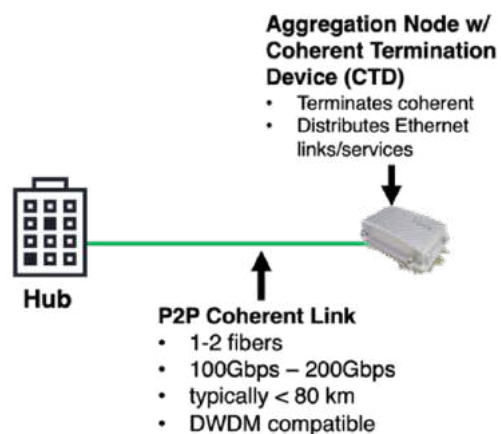 Aggregation Node w/
Coherent Termination
Device (CTD)
• Terminates coherent
• Distributes Ethernet
links/services
Hub
P2P Coherent Link
• 1-2 fibers
• 100Gbps – 200Gbps
• typically < 80 km
• DWDM compatible